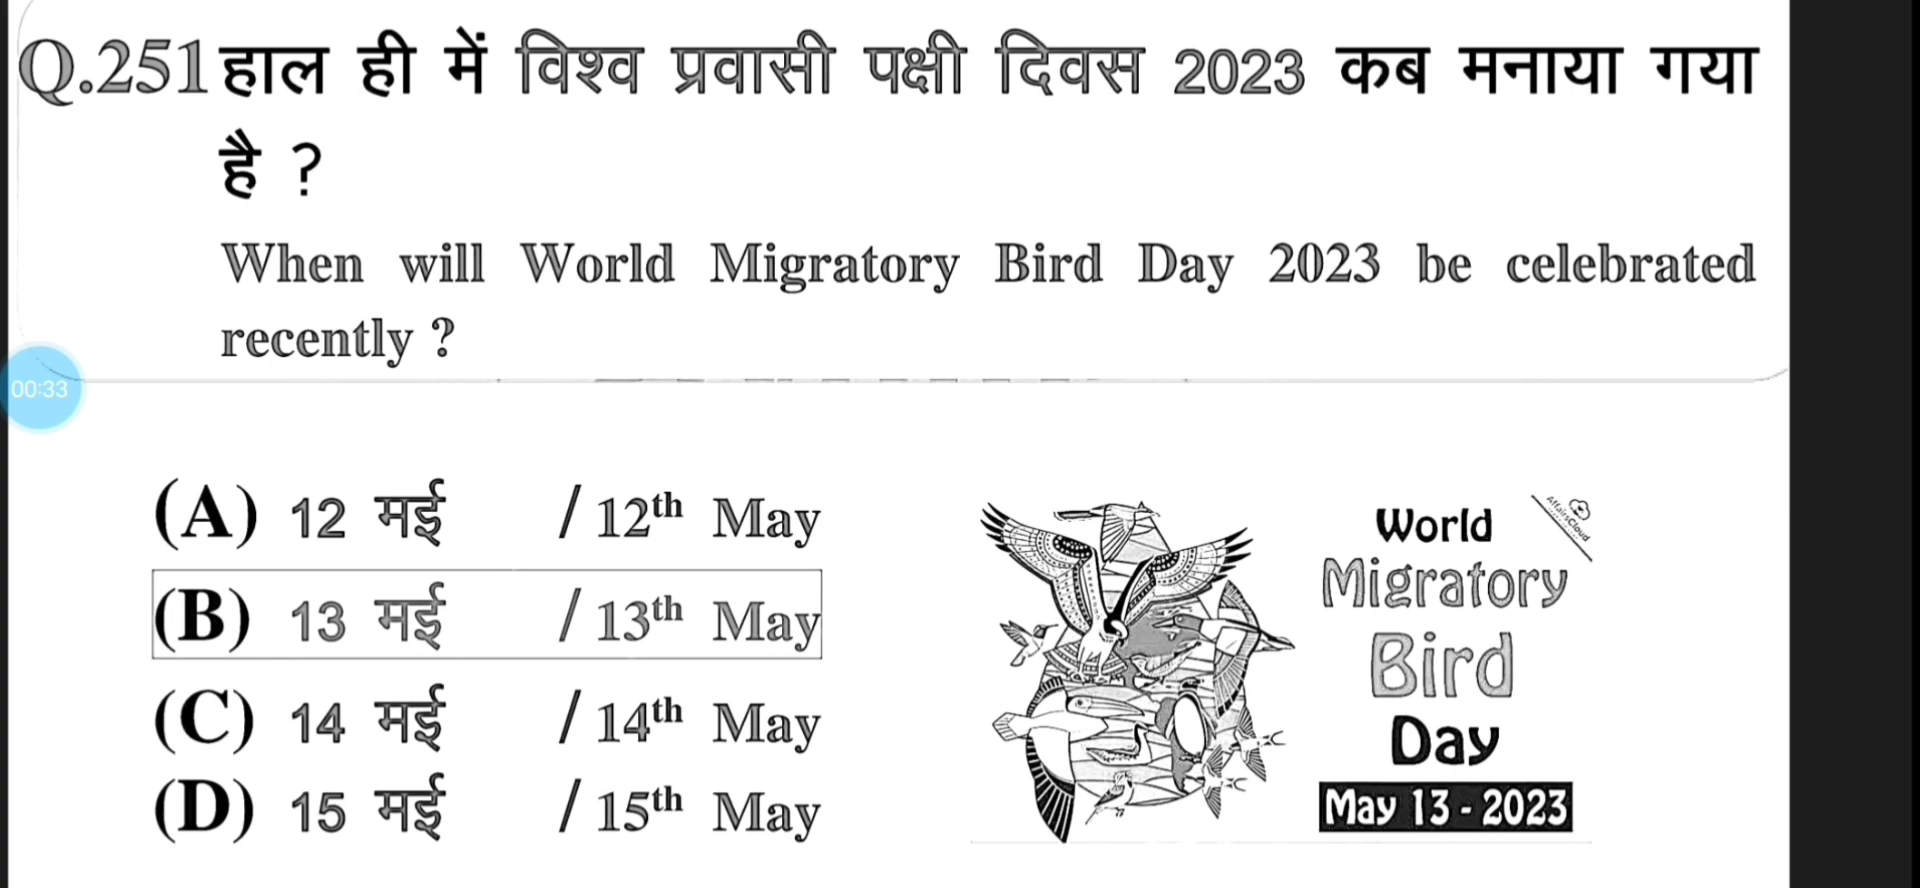 Q.251 हाल ही में विश्व प्रवासी पक्षी दिवस 2023 कब मनाया गया
है ?
When will World Migratory Bird Day 2023 be celebrated
recently ?
00:33
(A) 12 मई / 12th May
(B) 13 मई / 13th May
(C) 14 मई / 14th May
(D) 15 मई / 15th May
AffairsCloud
World
Migratory
Bird
Day
May 13 - 2023